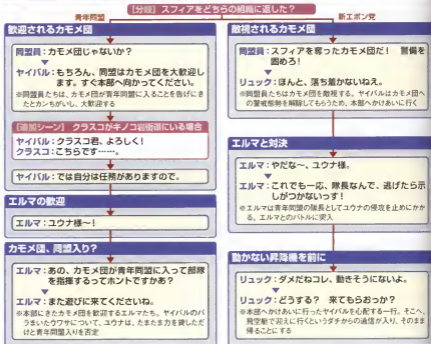 【分岐】スフィアをどちらの組織に返した?
青年同盟
新エボン党
歓迎されるカモメ団
同盟員：カモメ団じゃないか?
ヤイバル：もちろん、同盟はカモメ団を大歓迎し
ます。すぐ本部へ向かってください。
※同盟員たちは、カモメ団が青年同盟に入ることを告げにき
たとカンちがいし、大歓迎する
【追加シーン】 クラスコがキノコ岩街道にいる場合
ヤイバル：クラスコ君、よろしく!
クラスコ：こちらです……。
ヤイバル：では自分は任務がありますので。
エルマの歓迎
エルマ：ユウナ様〜!
カモメ団、同盟入り?
エルマ：あの、カモメ団が青年同盟に入って部隊
を指揮するってホントですかあ?
エルマ：また遊びに来てくださいね。
※本部にきたカモメ団を歓迎するエルマたち。ヤイバルのバ
ラまいたウワサについて、ユウナは、たまたま力を貸しただ
けと青年同盟入りを否定
敵視されるカモメ団
同盟員：スフィアを奪ったカモメ団だ! 警備を
固めろ!
リュック：ほんと、落ち着かないねえ。
※同盟員たちはカモメ団を敵視する。ヤイバルはカモメ団へ
の警戒態勢を解除してもらうため、本部へかけあいに行く
エルマと対決
エルマ：やだな〜、ユウナ様。
エルマ：これでも一応、隊長なんで、逃げたら示
しがつかないっす!
※エルマは青年同盟の隊長としてユウナの侵攻を止めにかか
る。エルマとのバトルに突入
動かない昇降機を前に
リュック：ダメだねコレ、動きそうにないよ。
リュック：どうする? 来てもらおっか?
※本部へかけあいに行ったヤイバルを心配する一行。そこへ、
飛空艇で迎えに行くというダチからの通信が入り、そのまま
帰ることにする